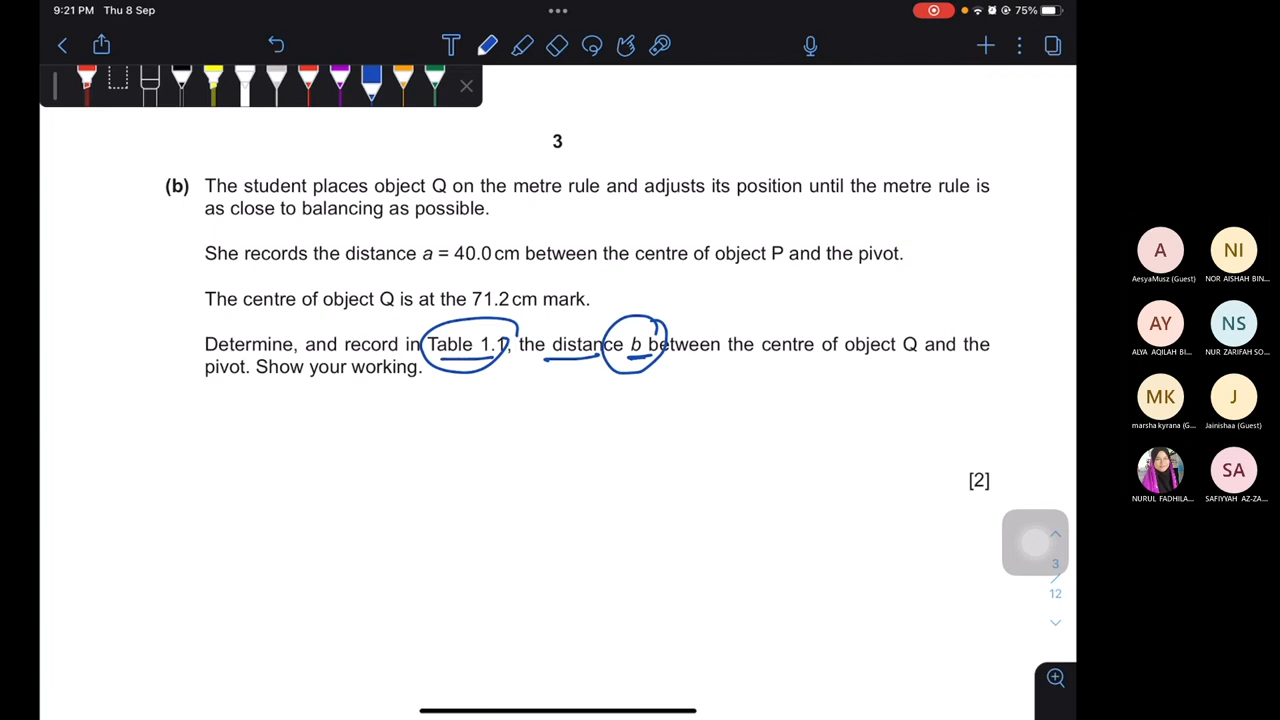 9:21 PM Thu 8 Sep
75%
T
3
(b) The student places object Q on the metre rule and adjusts its position until the metre rule is
as close to balancing as possible.
She records the distance a = 40.0 cm between the centre of object P and the pivot.
The centre of object Q is at the 71.2 cm mark.
Determine, and record in Table 1.1, the distance b between the centre of object Q and the
pivot. Show your working.
[2]
3
12
A
NI
AesyaMusz (Guest)
NOR AISHAH BIN...
AY
NS
ALYA AQILAH BI...
NUR ZARIFAH SO...
MK
J
marsha kyrana (G...
Jainishaa (Guest)
SA
NURUL FADHILA...
SAFIYYAH AZ-ZA...